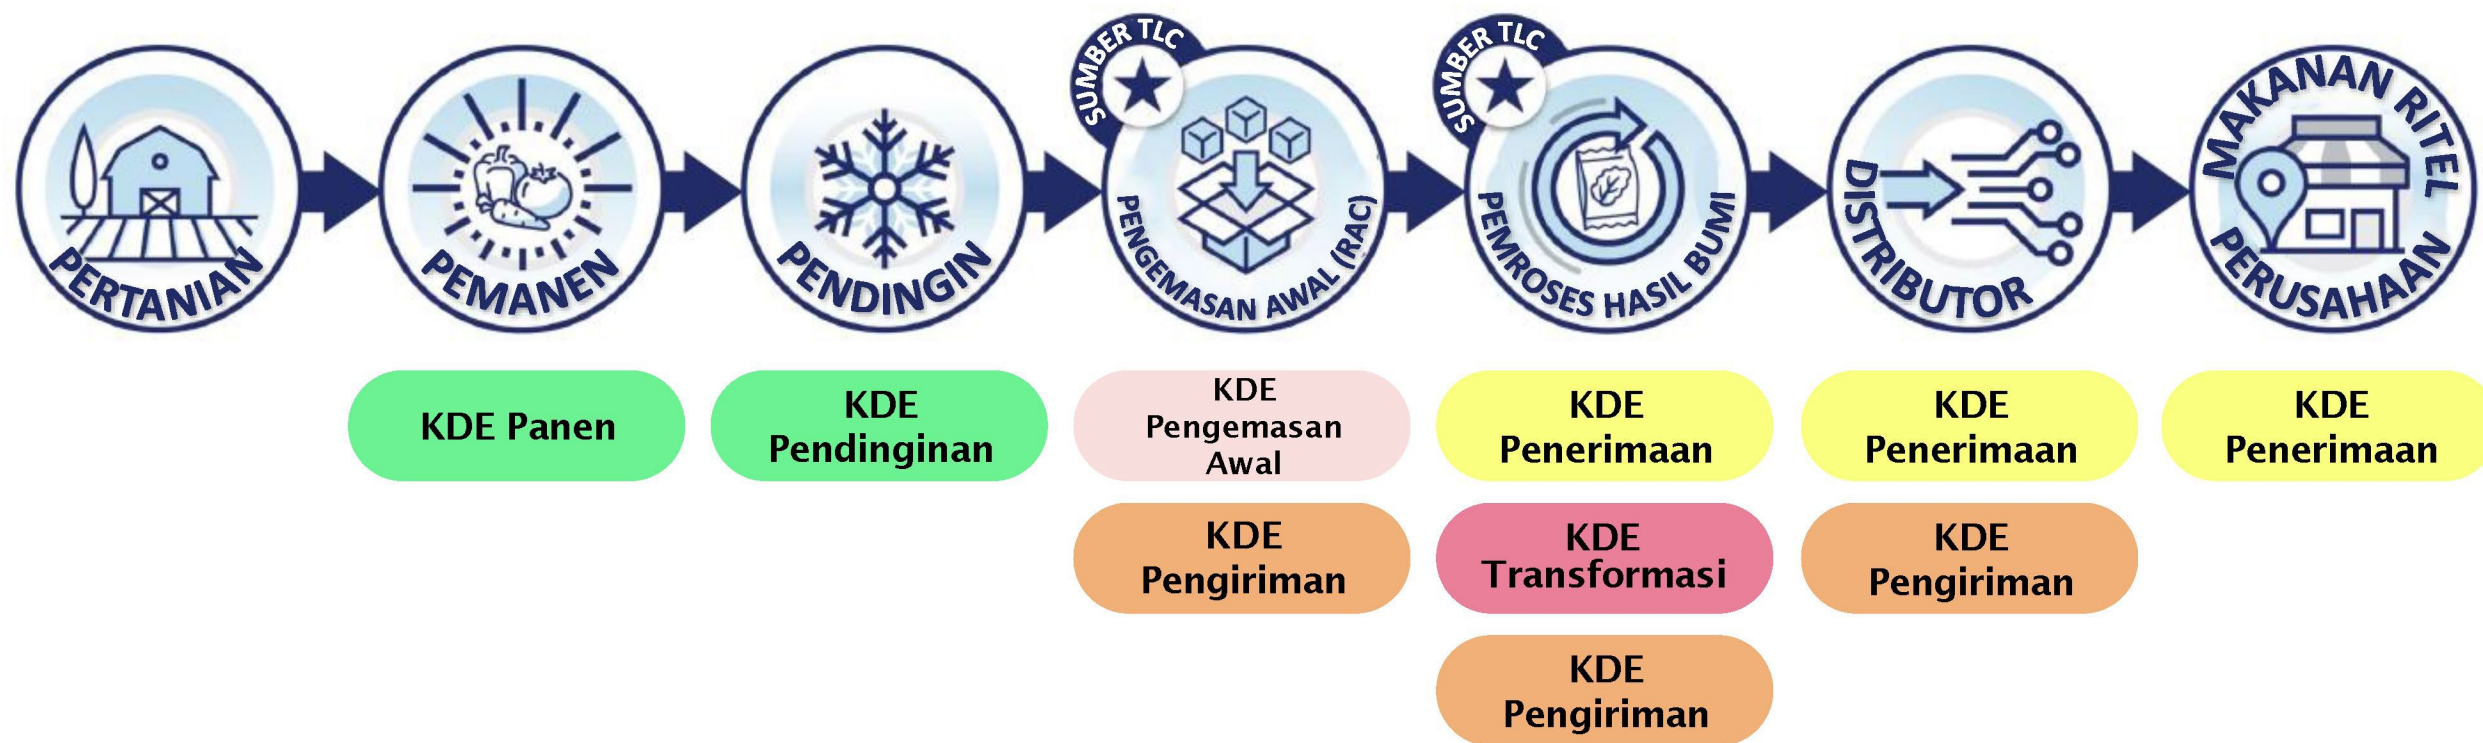 PERTANIAN
PEMANEN
PENDINGIN
SUMBER TLC
PENGEMASAN AWAL (RAC)
SUMBER TLC
PEMROSES HASIL BUMI
DISTRIBUTOR
MAKANAN RITEL
PERUSAHAAN
KDE Panen
KDE
Pendinginan
KDE
Pengemasan
Awal
KDE
Penerimaan
KDE
Penerimaan
KDE
Penerimaan
KDE
Pengiriman
KDE
Transformasi
KDE
Pengiriman
KDE
Pengiriman